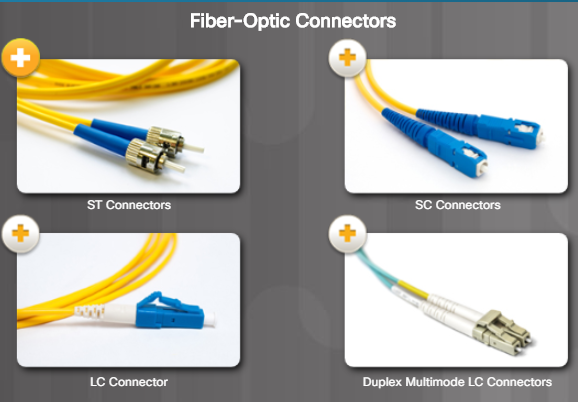 Fiber-Optic Connectors
ST Connectors
SC Connectors
LC Connector
Duplex Multimode LC Connectors